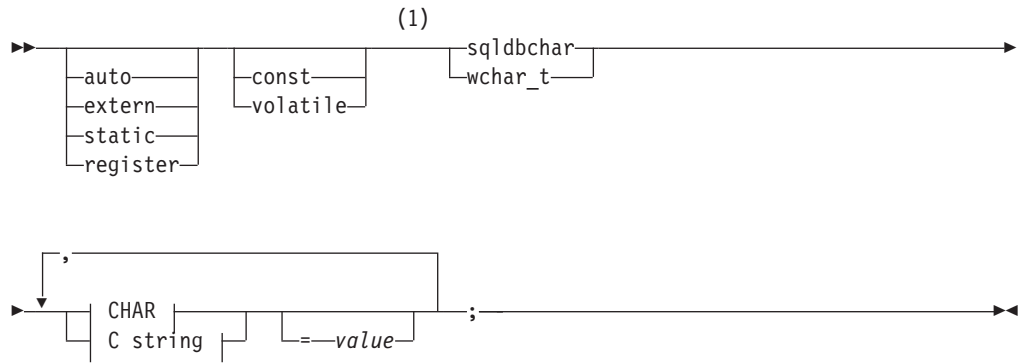 (1)
sqldbchar
auto const wchar_t
extern volatile
static
register
,
CHAR ;
C string = value